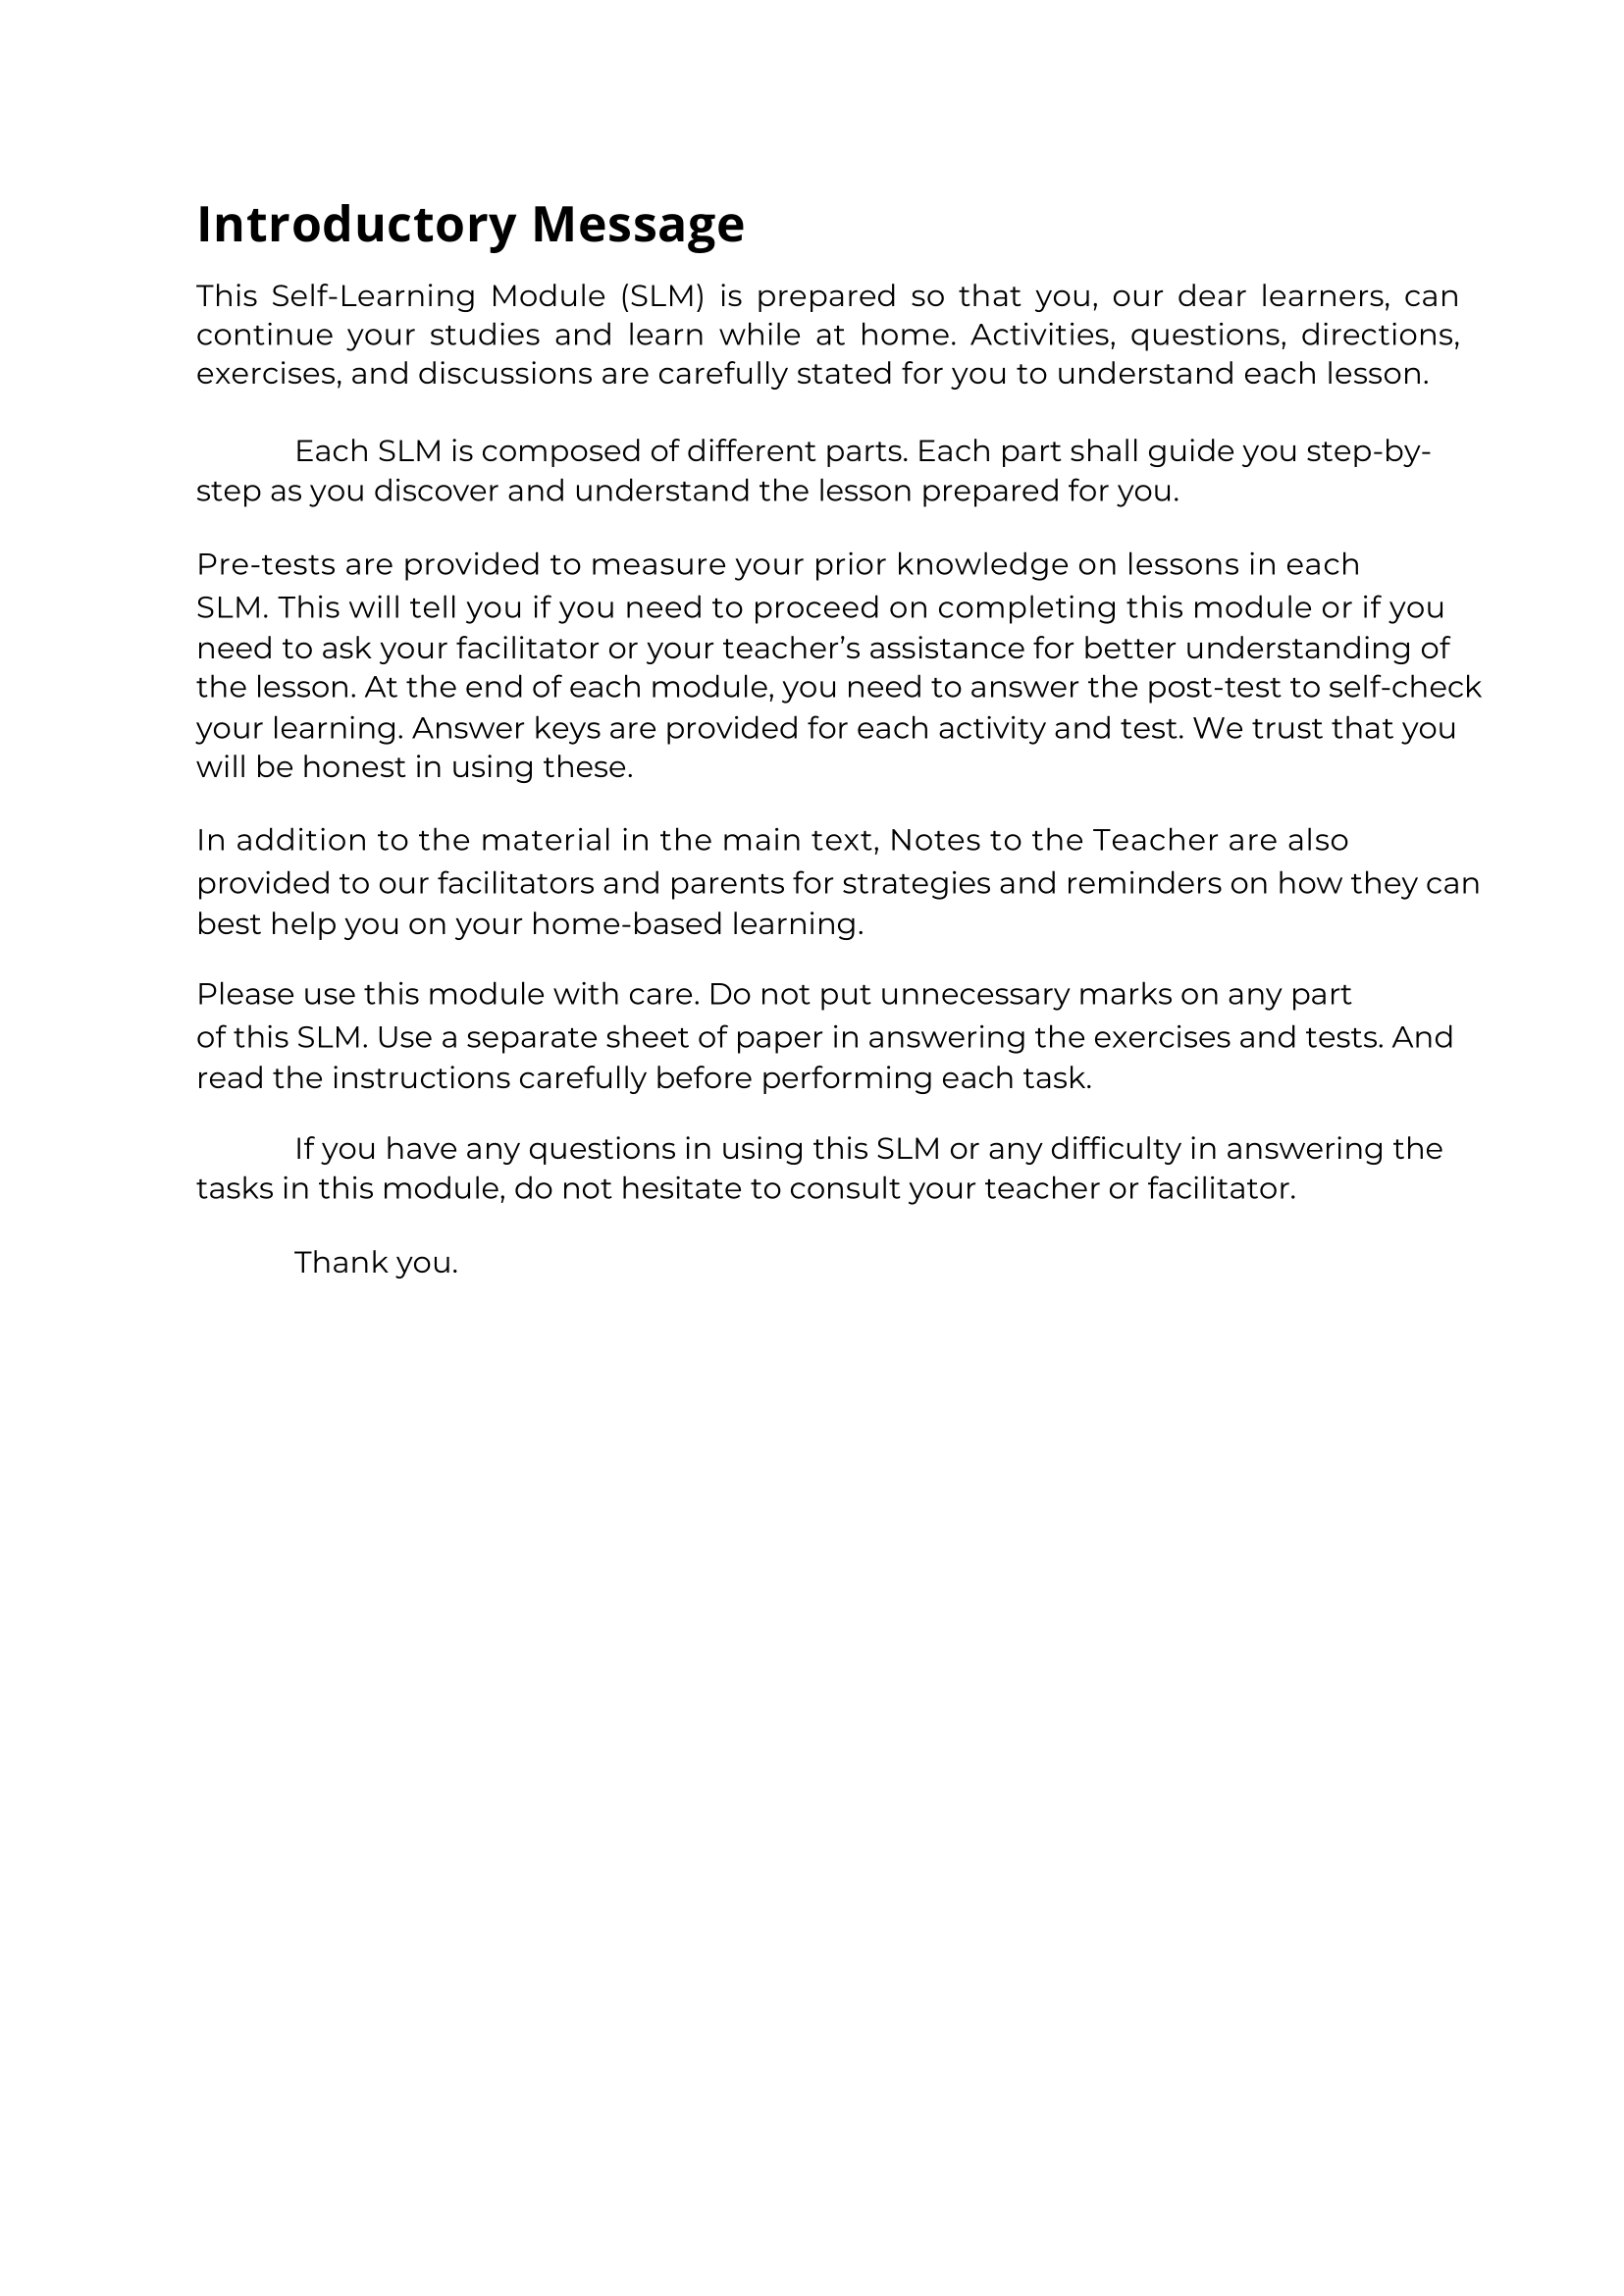 Introductory Message
This Self-Learning Module (SLM) is prepared so that you, our dear learners, can
continue your studies and learn while at home. Activities, questions, directions,
exercises, and discussions are carefully stated for you to understand each lesson.
Each SLM is composed of different parts. Each part shall guide you step-by-
step as you discover and understand the lesson prepared for you.
Pre-tests are provided to measure your prior knowledge on lessons in each
SLM. This will tell you if you need to proceed on completing this module or if you
need to ask your facilitator or your teacher’s assistance for better understanding of
the lesson. At the end of each module, you need to answer the post-test to self-check
your learning. Answer keys are provided for each activity and test. We trust that you
will be honest in using these.
In addition to the material in the main text, Notes to the Teacher are also
provided to our facilitators and parents for strategies and reminders on how they can
best help you on your home-based learning.
Please use this module with care. Do not put unnecessary marks on any part
of this SLM. Use a separate sheet of paper in answering the exercises and tests. And
read the instructions carefully before performing each task.
If you have any questions in using this SLM or any difficulty in answering the
tasks in this module, do not hesitate to consult your teacher or facilitator.
Thank you.